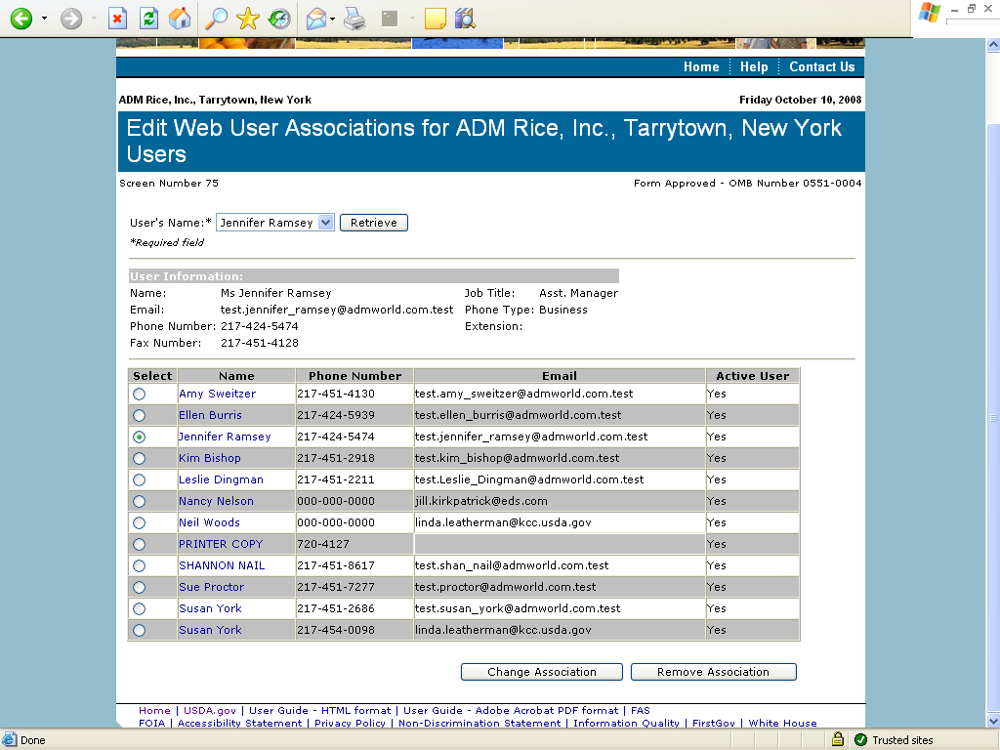 Home | Help | Contact Us
ADM Rice, Inc., Tarrytown, New York Friday October 10, 2008
Edit Web User Associations for ADM Rice, Inc., Tarrytown, New York
Users
Screen Number 75 Form Approved - OMB Number 0551-0004
User's Name:* Jennifer Ramsey Retrieve
*Required field
User Information:
Name: Ms Jennifer Ramsey Job Title: Asst. Manager
Email: test.jennifer_ramsey@admworld.com.test Phone Type: Business
Phone Number: 217-424-5474 Extension:
Fax Number: 217-451-4128
Select Name Phone Number Email Active User
Amy Sweitzer 217-451-4130 test.amy_sweitzer@admworld.com.test Yes
Ellen Burris 217-424-5939 test.ellen_burris@admworld.com.test Yes
Jennifer Ramsey 217-424-5474 test.jennifer_ramsey@admworld.com.test Yes
Kim Bishop 217-451-2918 test.kim_bishop@admworld.com.test Yes
Leslie Dingman 217-451-2211 test.Leslie_Dingman@admworld.com.test Yes
Nancy Nelson 000-000-0000 jill.kirkpatrick@eds.com Yes
Neil Woods 000-000-0000 linda.leatherman@kcc.usda.gov Yes
PRINTER COPY 720-4127 Yes
SHANNON NAIL 217-451-8617 test.shan_nail@admworld.com.test Yes
Sue Proctor 217-451-7277 test.proctor@admworld.com.test Yes
Susan York 217-451-2686 test.susan_york@admworld.com.test Yes
Susan York 217-454-0098 linda.leatherman@kcc.usda.gov Yes
Change Association Remove Association
Home | USDA.gov | User Guide - HTML format | User Guide - Adobe Acrobat PDF format | FAS
FOIA | Accessibility Statement | Privacy Policy | Non-Discrimination Statement | Information Quality | FirstGov | White House
Done Trusted sites